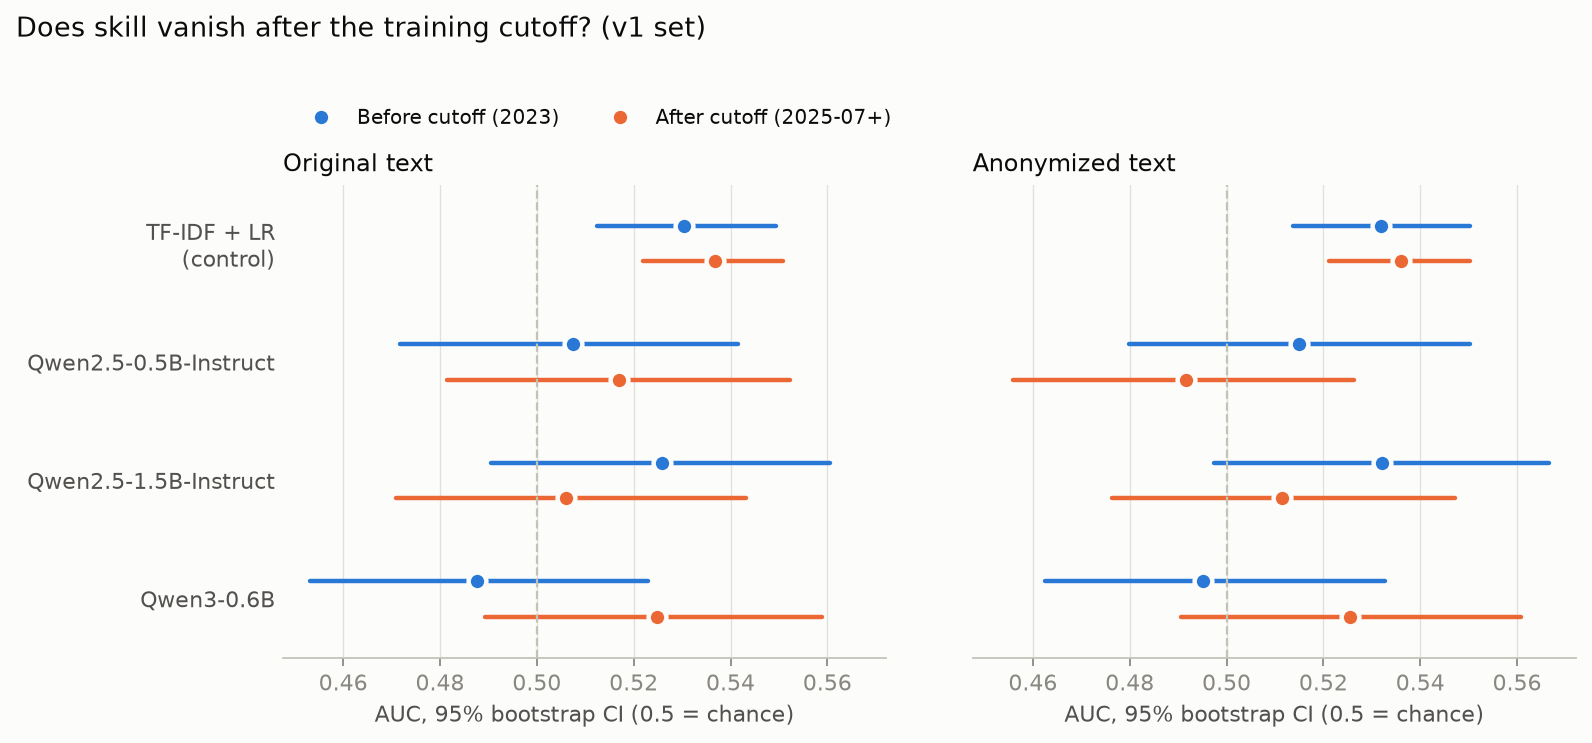 Does skill vanish after the training cutoff? (v1 set)
Before cutoff (2023)
After cutoff (2025-07+)
Original text
Anonymized text
TF-IDF + LR
(control)
Qwen2.5-0.5B-Instruct
Qwen2.5-1.5B-Instruct
Qwen3-0.6B
0.46 0.48 0.50 0.52 0.54 0.56
0.46 0.48 0.50 0.52 0.54 0.56
AUC, 95% bootstrap CI (0.5 = chance)
AUC, 95% bootstrap CI (0.5 = chance)